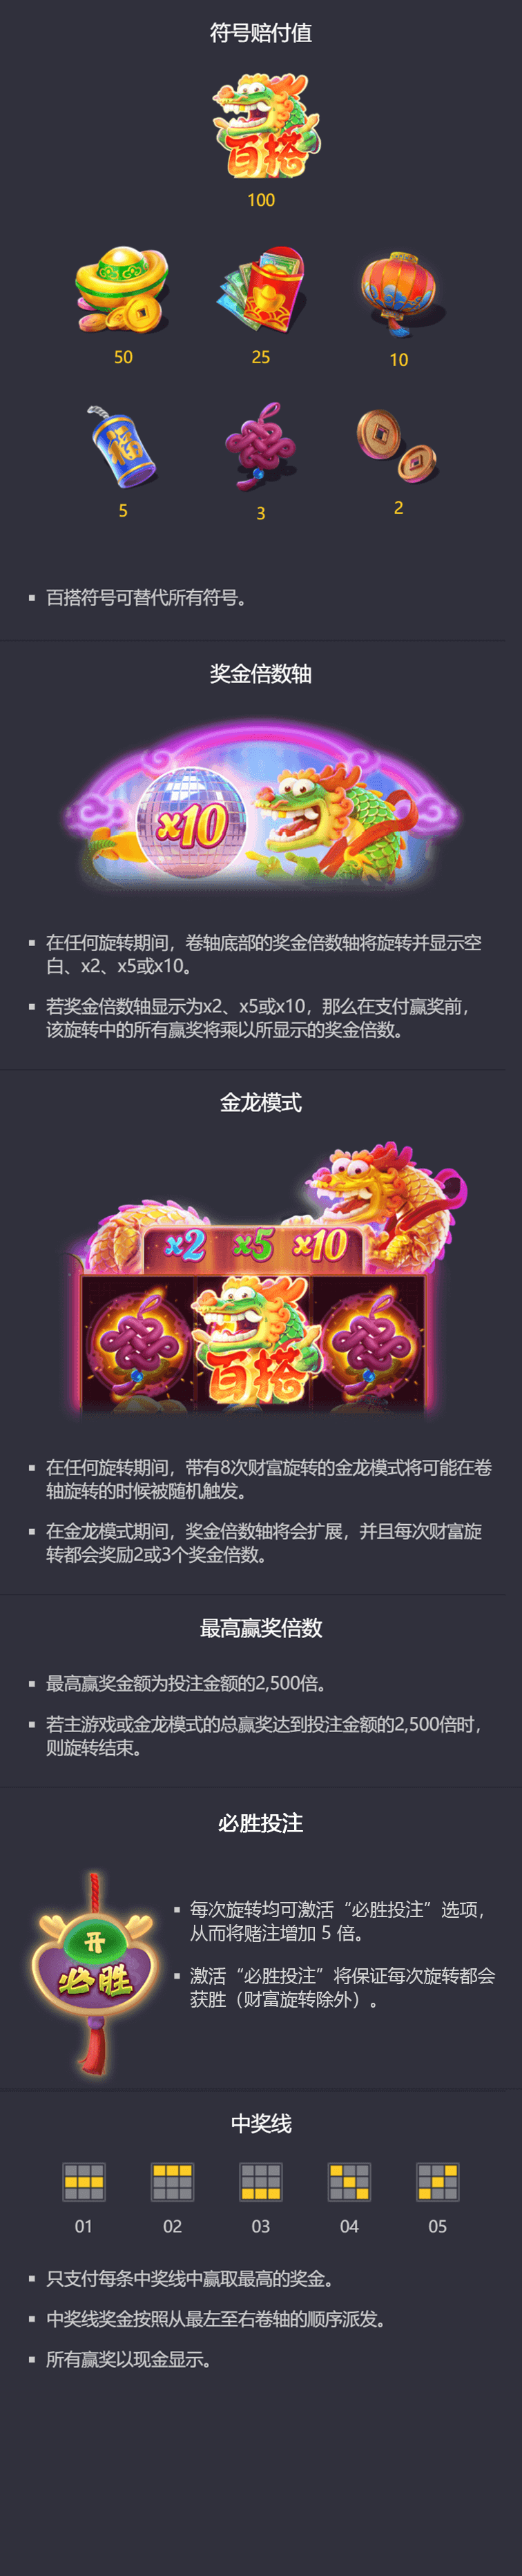 符号赔付值
百搭
100
50
25
10
福
5
3
2
百搭符号可替代所有符号。
奖金倍数轴
x10
在任何旋转期间，卷轴底部的奖金倍数轴将旋转并显示空
白、x2、x5或x10。
若奖金倍数轴显示为x2、x5或x10，那么在支付赢奖前，
该旋转中的所有赢奖将乘以所显示的奖金倍数。
金龙模式
x2 x5 x10
百搭
在任何旋转期间，带有8次财富旋转的金龙模式将可能在卷
轴旋转的时候被随机触发。
在金龙模式期间，奖金倍数轴将会扩展，并且每次财富旋
转都会奖励2或3个奖金倍数。
最高赢奖倍数
最高赢奖金额为投注金额的2,500倍。
若主游戏或金龙模式的总赢奖达到投注金额的2,500倍时，
则旋转结束。
必胜投注
开
必胜
每次旋转均可激活“必胜投注”选项，
从而将赌注增加 5 倍。
激活“必胜投注”将保证每次旋转都会
获胜（财富旋转除外）。
中奖线
01 02 03 04 05
只支付每条中奖线中赢取最高的奖金。
中奖线奖金按照从最左至右卷轴的顺序派发。
所有赢奖以现金显示。